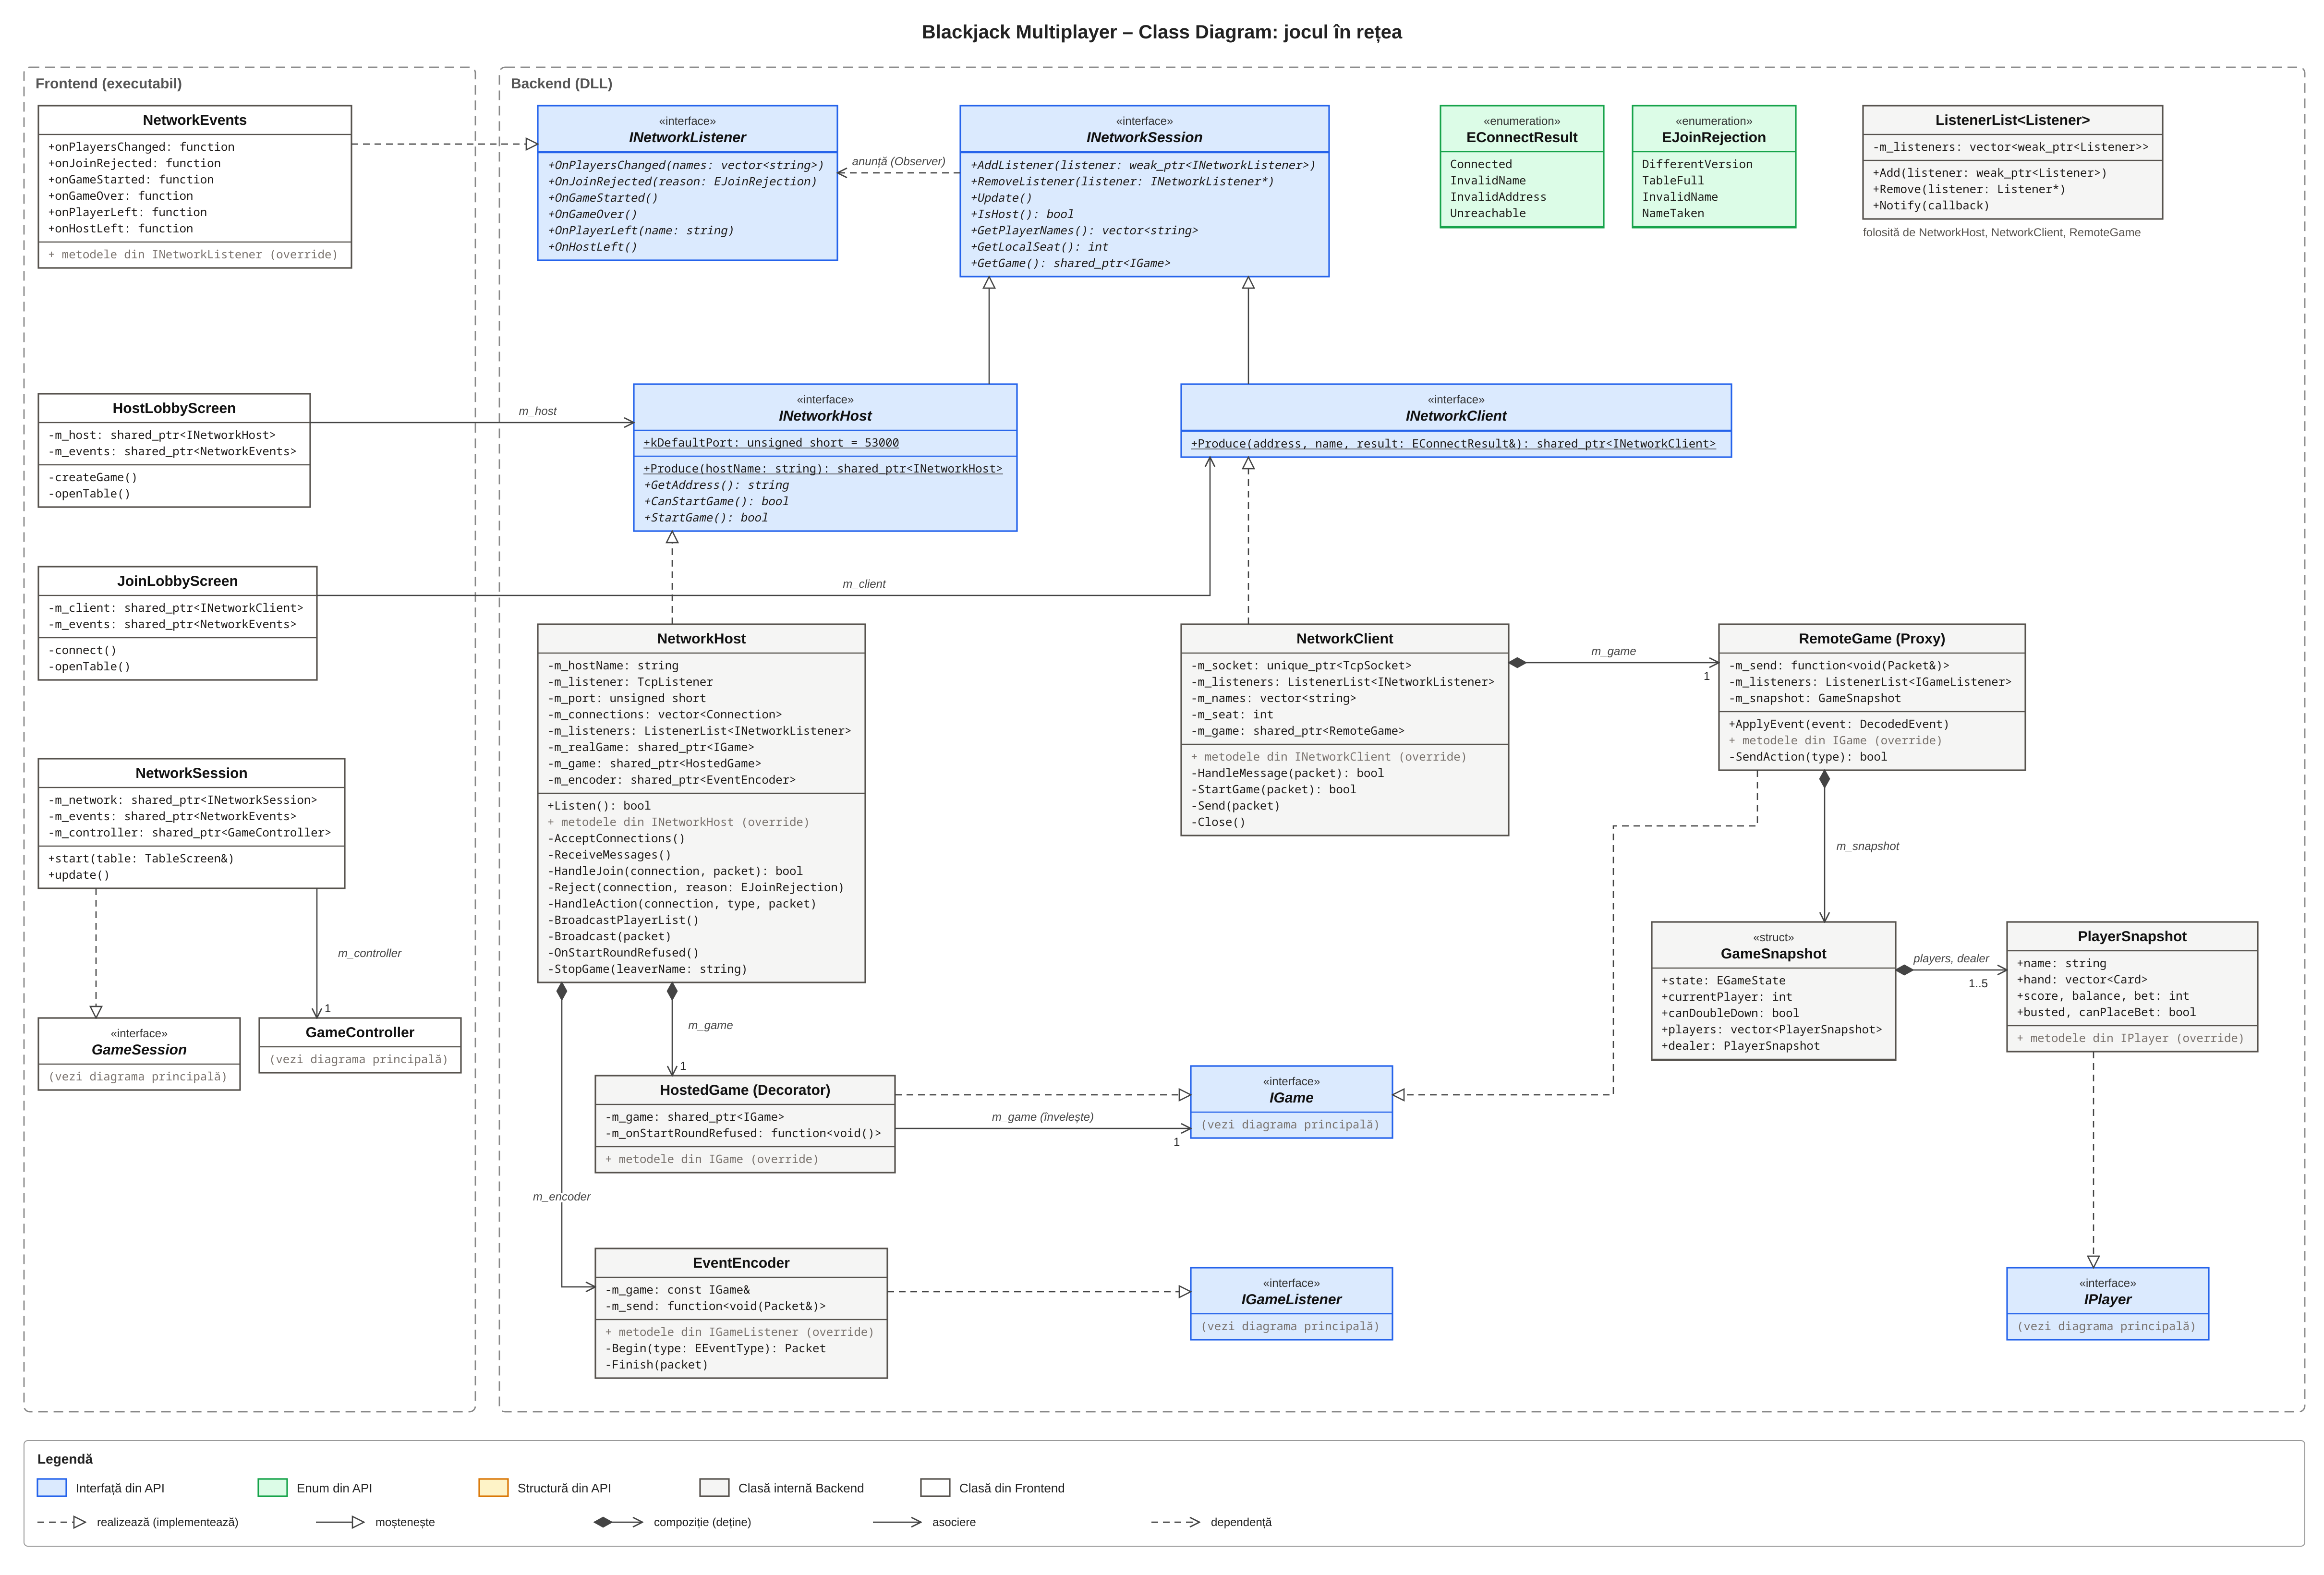 Blackjack Multiplayer – Class Diagram: jocul în rețea
Frontend (executabil)
NetworkEvents
+onPlayersChanged: function
+onJoinRejected: function
+onGameStarted: function
+onGameOver: function
+onPlayerLeft: function
+onHostLeft: function
+ metodele din INetworkListener (override)
HostLobbyScreen
-m_host: shared_ptr<INetworkHost>
-m_events: shared_ptr<NetworkEvents>
-createGame()
-openTable()
JoinLobbyScreen
-m_client: shared_ptr<INetworkClient>
-m_events: shared_ptr<NetworkEvents>
-connect()
-openTable()
NetworkSession
-m_network: shared_ptr<INetworkSession>
-m_events: shared_ptr<NetworkEvents>
-m_controller: shared_ptr<GameController>
+start(table: TableScreen&)
+update()
m_controller
1
«interface»
GameSession
(vezi diagrama principală)
GameController
(vezi diagrama principală)
Backend (DLL)
«interface»
INetworkListener
+OnPlayersChanged(names: vector<string>)
+OnJoinRejected(reason: EJoinRejection)
+OnGameStarted()
+OnGameOver()
+OnPlayerLeft(name: string)
+OnHostLeft()
anunță (Observer)
«interface»
INetworkSession
+AddListener(listener: weak_ptr<INetworkListener>)
+RemoveListener(listener: INetworkListener*)
+Update()
+IsHost(): bool
+GetPlayerNames(): vector<string>
+GetLocalSeat(): int
+GetGame(): shared_ptr<IGame>
«enumeration»
EConnectResult
Connected
InvalidName
InvalidAddress
Unreachable
«enumeration»
EJoinRejection
DifferentVersion
TableFull
InvalidName
NameTaken
ListenerList<Listener>
-m_listeners: vector<weak_ptr<Listener>>
+Add(listener: weak_ptr<Listener>)
+Remove(listener: Listener*)
+Notify(callback)
folosită de NetworkHost, NetworkClient, RemoteGame
m_host
«interface»
INetworkHost
+kDefaultPort: unsigned short = 53000
+Produce(hostName: string): shared_ptr<INetworkHost>
+GetAddress(): string
+CanStartGame(): bool
+StartGame(): bool
«interface»
INetworkClient
+Produce(address, name, result: EConnectResult&): shared_ptr<INetworkClient>
m_client
NetworkHost
-m_hostName: string
-m_listener: TcpListener
-m_port: unsigned short
-m_connections: vector<Connection>
-m_listeners: ListenerList<INetworkListener>
-m_realGame: shared_ptr<IGame>
-m_game: shared_ptr<HostedGame>
-m_encoder: shared_ptr<EventEncoder>
+Listen(): bool
+ metodele din INetworkHost (override)
-AcceptConnections()
-ReceiveMessages()
-HandleJoin(connection, packet): bool
-Reject(connection, reason: EJoinRejection)
-HandleAction(connection, type, packet)
-BroadcastPlayerList()
-Broadcast(packet)
-OnStartRoundRefused()
-StopGame(leaverName: string)
NetworkClient
-m_socket: unique_ptr<TcpSocket>
-m_listeners: ListenerList<INetworkListener>
-m_names: vector<string>
-m_seat: int
-m_game: shared_ptr<RemoteGame>
+ metodele din INetworkClient (override)
-HandleMessage(packet): bool
-StartGame(packet): bool
-Send(packet)
-Close()
m_game
1
RemoteGame (Proxy)
-m_send: function<void(Packet&)>
-m_listeners: ListenerList<IGameListener>
-m_snapshot: GameSnapshot
+ApplyEvent(event: DecodedEvent)
+ metodele din IGame (override)
-SendAction(type): bool
m_snapshot
«struct»
GameSnapshot
+state: EGameState
+currentPlayer: int
+canDoubleDown: bool
+players: vector<PlayerSnapshot>
+dealer: PlayerSnapshot
players, dealer
1..5
PlayerSnapshot
+name: string
+hand: vector<Card>
+score, balance, bet: int
+busted, canPlaceBet: bool
+ metodele din IPlayer (override)
m_game
1
HostedGame (Decorator)
-m_game: shared_ptr<IGame>
-m_onStartRoundRefused: function<void()>
+ metodele din IGame (override)
m_game (învelește)
1
«interface»
IGame
(vezi diagrama principală)
m_encoder
EventEncoder
-m_game: const IGame&
-m_send: function<void(Packet&)>
+ metodele din IGameListener (override)
-Begin(type: EEventType): Packet
-Finish(packet)
«interface»
IGameListener
(vezi diagrama principală)
«interface»
IPlayer
(vezi diagrama principală)
Legendă
Interfață din API
Enum din API
Structură din API
Clasă internă Backend
Clasă din Frontend
realizează (implementează)
moștenește
compoziție (deține)
asociere
dependență